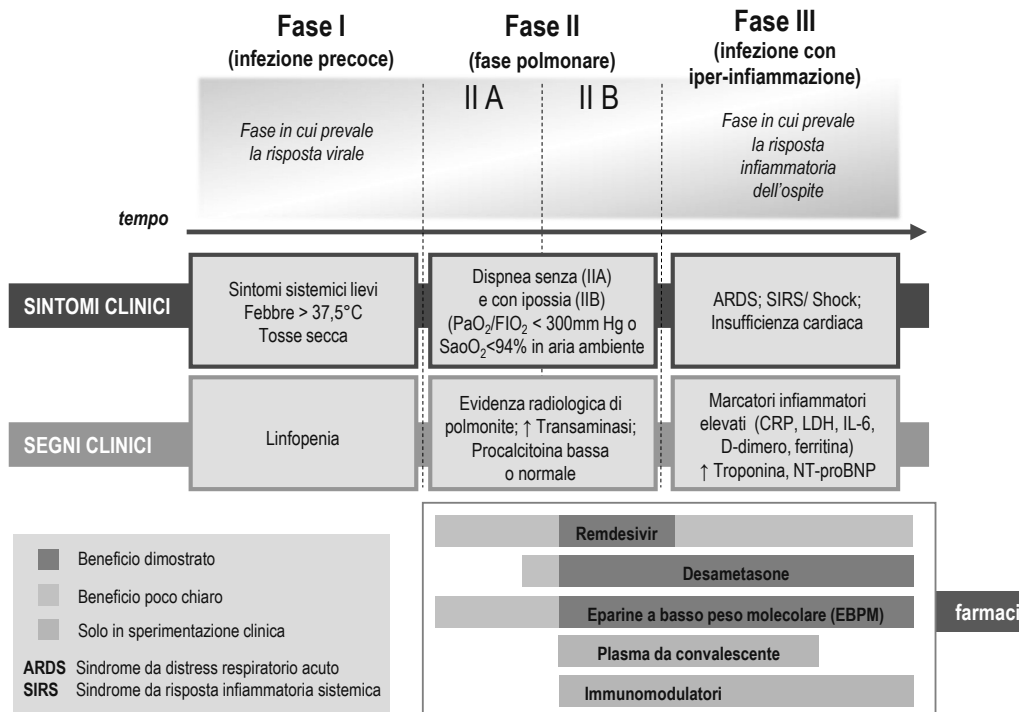 Fase I
(infezione precoce)
Fase II
(fase polmonare)
II A
II B
Fase III
(infezione con
iper-infiammazione)
Fase in cui prevale
la risposta virale
Fase in cui prevale
la risposta
infiammatoria
dell’ospite
tempo
SINTOMI CLINICI
Sintomi sistemici lievi
Febbre > 37,5°C
Tosse secca
Dispnea senza (IIA)
e con ipossia (IIB)
(PaO₂/FIO₂ < 300mm Hg o
SaoO₂<94% in aria ambiente
ARDS; SIRS/ Shock;
Insufficienza cardiaca
SEGNI CLINICI
Linfopenia
Evidenza radiologica di
polmonite; ↑ Transaminasi;
Procalcitoina bassa
o normale
Marcatori infiammatori
elevati (CRP, LDH, IL-6,
D-dimero, ferritina)
↑ Troponina, NT-proBNP
Beneficio dimostrato
Beneficio poco chiaro
Solo in sperimentazione clinica
ARDS Sindrome da distress respiratorio acuto
SIRS Sindrome da risposta infiammatoria sistemica
Remdesivir
Desametasone
Eparine a basso peso molecolare (EBPM)
Plasma da convalescente
Immunomodulatori
farmaci